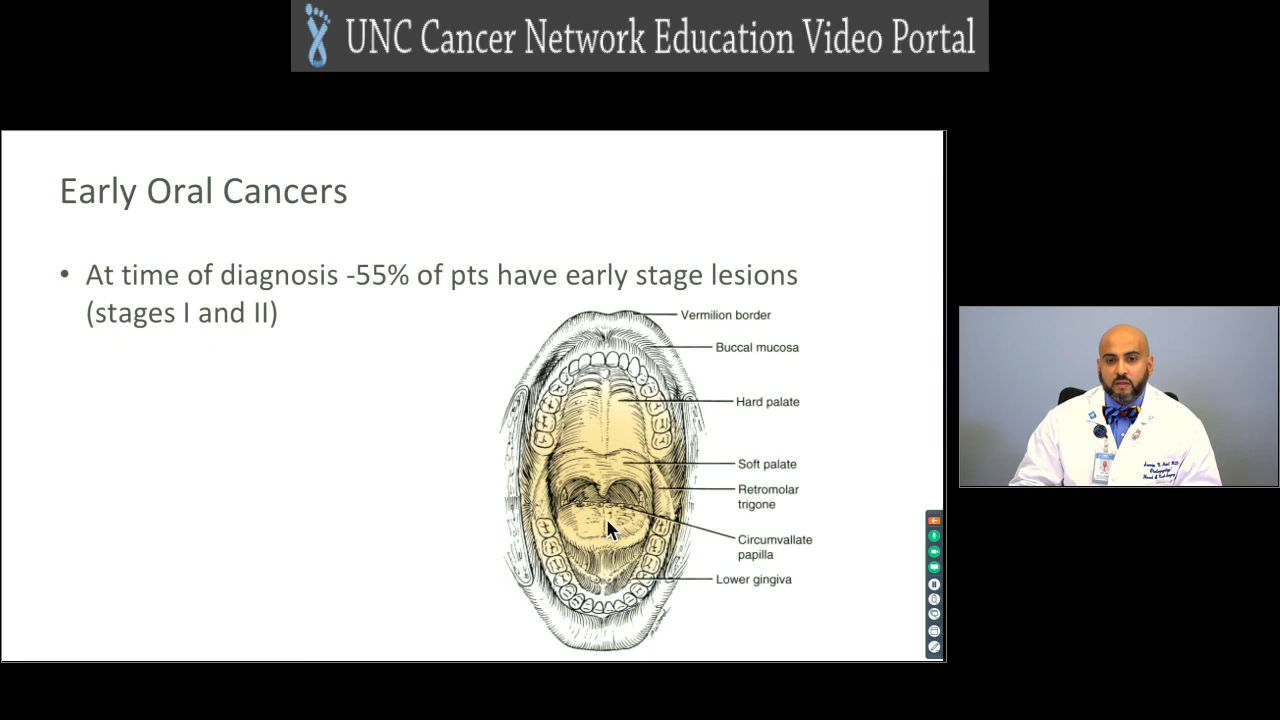 UNC Cancer Network Education Video Portal
Early Oral Cancers
• At time of diagnosis -55% of pts have early stage lesions
(stages I and II)
Vermilion border
Buccal mucosa
Hard palate
Soft palate
Retromolar
trigone
Circumvallate
papilla
Lower gingiva